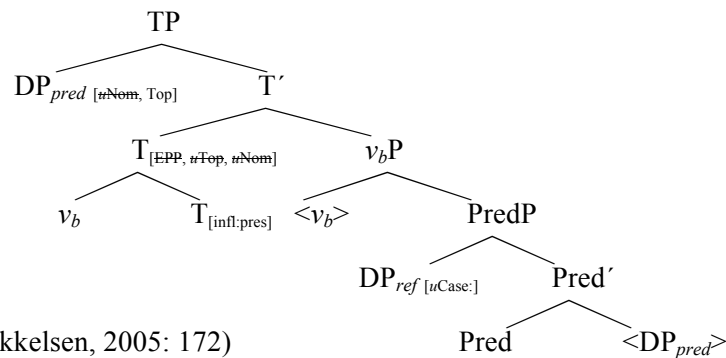 TP
DPpred [uNom, Top] T´
T[EPP, uTop, uNom] vbP
vb T[infl:pres] <vb> PredP
DPref [uCase:] Pred´
kkelsen, 2005: 172) Pred <DPpred>